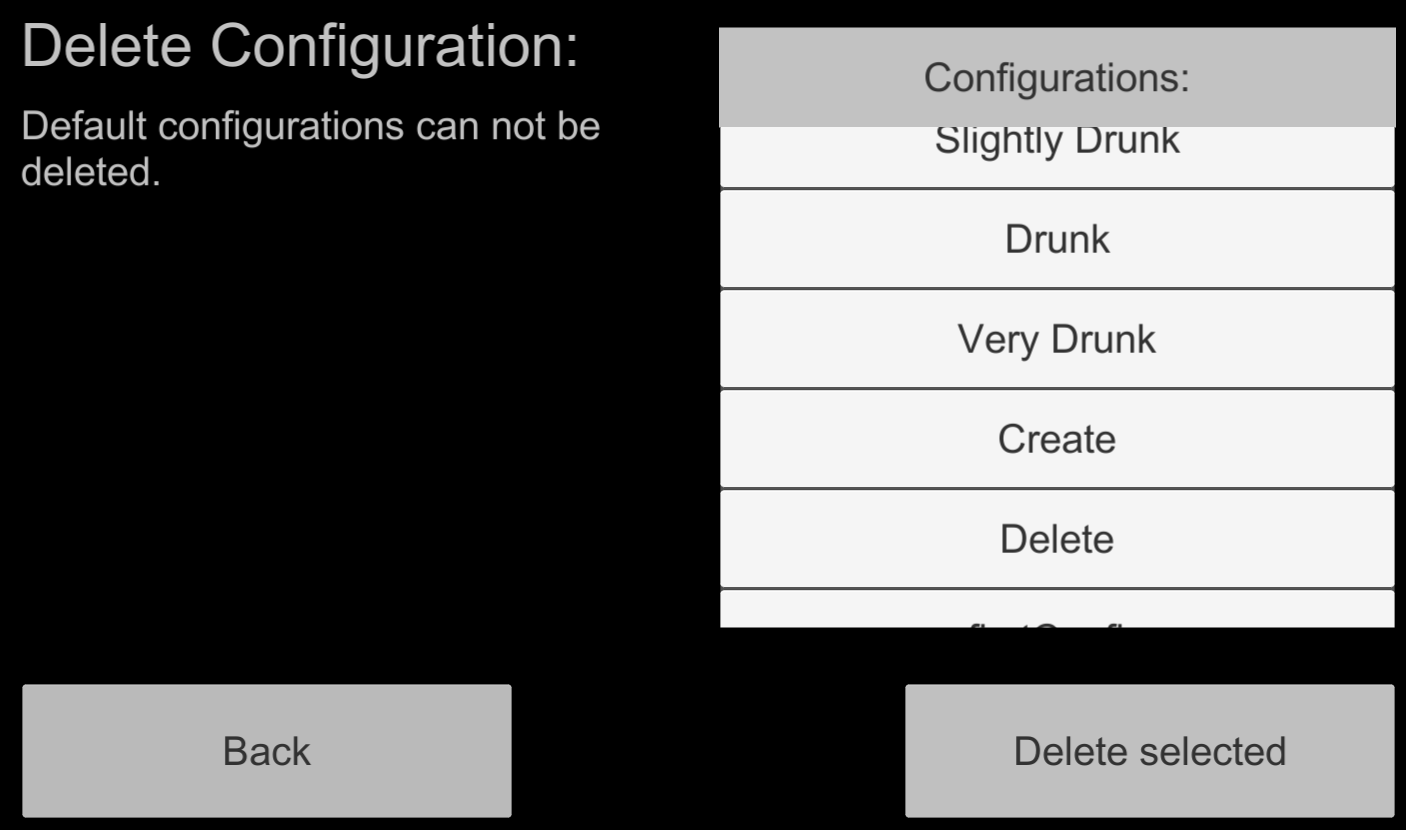 Delete Configuration:
Default configurations can not be
deleted.
Configurations:
Slightly Drunk
Drunk
Very Drunk
Create
Delete
Back
Delete selected